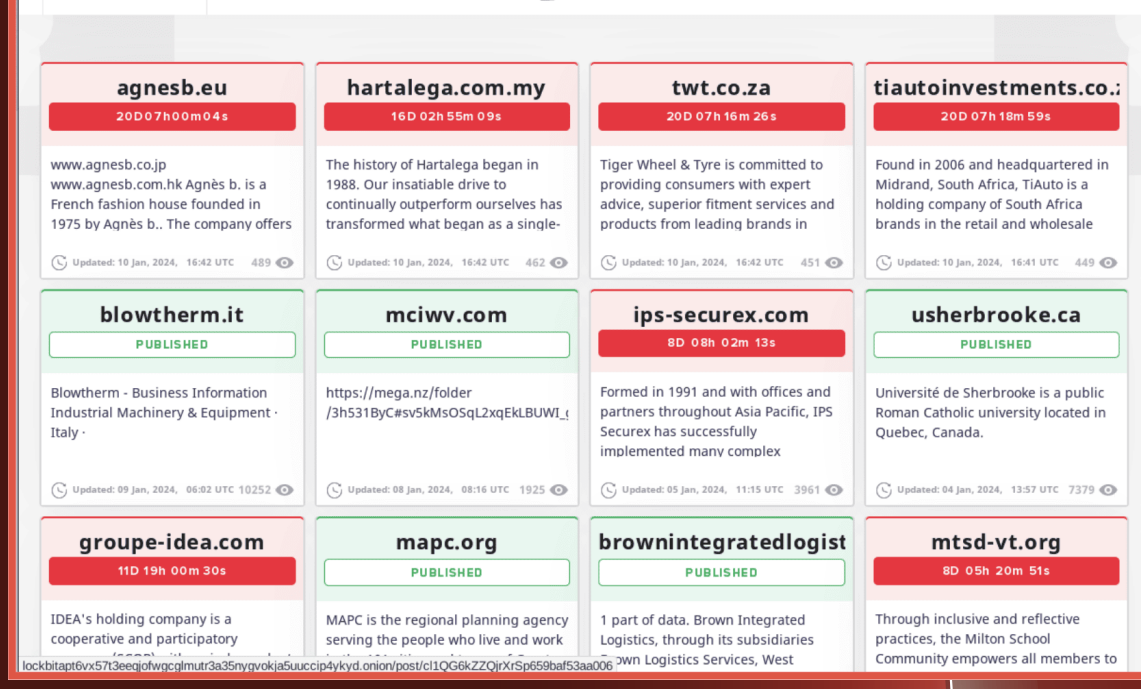 agnesb.eu
20D07h00m04s
www.agnesb.co.jp
www.agnesb.com.hk Agnès b. is a
French fashion house founded in
1975 by Agnès b.. The company offers
Updated: 10 Jan, 2024, 16:42 UTC 489
hartalega.com.my
16D 02h 55m 09s
The history of Hartalega began in
1988. Our insatiable drive to
continually outperform ourselves has
transformed what began as a single-
Updated: 10 Jan, 2024, 16:42 UTC 462
twt.co.za
20D 07h 16m 26s
Tiger Wheel & Tyre is committed to
providing consumers with expert
advice, superior fitment services and
products from leading brands in
Updated: 10 Jan, 2024, 16:42 UTC 451
tiautoinvestments.co.z
20D 07h 18m 59s
Found in 2006 and headquartered in
Midrand, South Africa, TiAuto is a
holding company of South Africa
brands in the retail and wholesale
Updated: 10 Jan, 2024, 16:41 UTC 449
blowtherm.it
PUBLISHED
Blowtherm - Business Information
Industrial Machinery & Equipment ·
Italy ·
Updated: 09 Jan, 2024, 06:02 UTC 10252
mciwv.com
PUBLISHED
https://mega.nz/folder
/3h531ByC#sv5kMsOSqL2xqEkLBUWI_
Updated: 08 Jan, 2024, 08:16 UTC 1925
ips-securex.com
8D 08h 02m 13s
Formed in 1991 and with offices and
partners throughout Asia Pacific, IPS
Securex has successfully
implemented many complex
Updated: 05 Jan, 2024, 11:15 UTC 3961
usherbrooke.ca
PUBLISHED
Université de Sherbrooke is a public
Roman Catholic university located in
Quebec, Canada.
Updated: 04 Jan, 2024, 13:57 UTC 7379
groupe-idea.com
11D 19h 00m 30s
IDEA's holding company is a
cooperative and participatory
mapc.org
PUBLISHED
MAPC is the regional planning agency
serving the people who live and work
brownintegratedlogist
PUBLISHED
1 part of data. Brown Integrated
Logistics, through its subsidiaries
Brown Logistics Services, West
mtsd-vt.org
8D 05h 20m 51s
Through inclusive and reflective
practices, the Milton School
Community empowers all members to
lockbitapt6vx57t3eeqjofwgcglmutr3a35nygvokja5uuccip4ykyd.onion/post/cl1QG6kZZQjrXrSp659baf53aa006